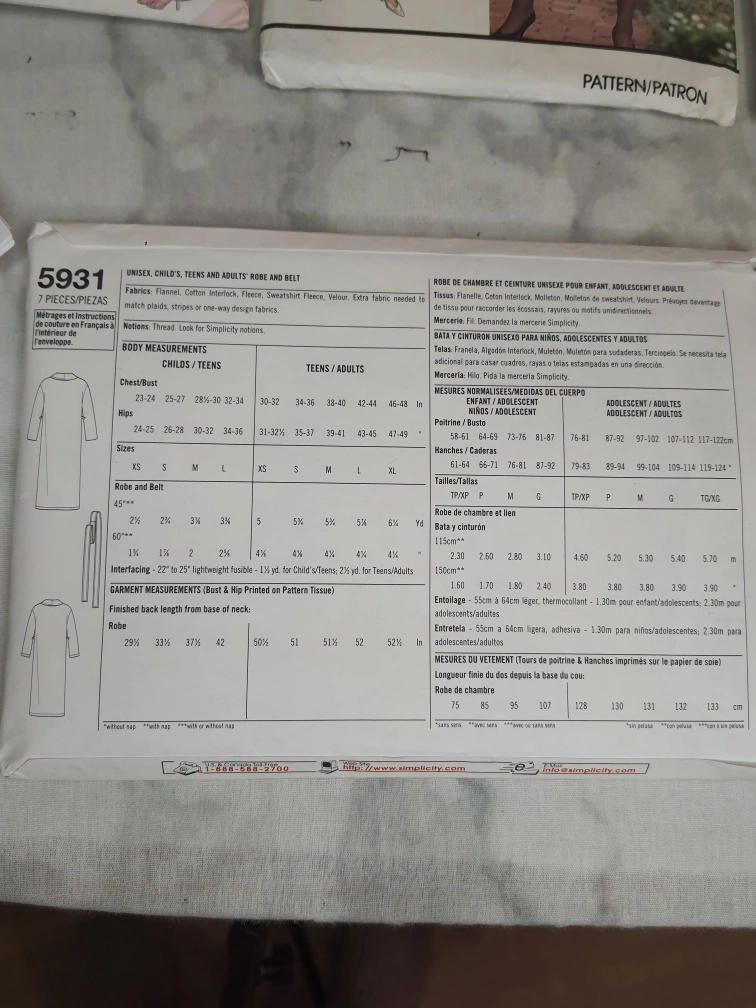 PATTERN/PATRON
5931
7 PIECES/PIEZAS
Métrages et Instructions
de couture en Français à
l'intérieur de
l'enveloppe.
UNISEX, CHILD'S, TEENS AND ADULTS' ROBE AND BELT
Fabrics: Flannel, Cotton Interlock, Fleece, Sweatshirt Fleece, Velour. Extra fabric needed to
match plaids, stripes or one-way design fabrics.
Notions: Thread. Look for Simplicity notions.
BODY MEASUREMENTS
CHILDS / TEENS TEENS / ADULTS
Chest/Bust
23-24 25-27 28½-30 32-34 30-32 34-36 38-40 42-44 46-48 In
Hips
24-25 26-28 30-32 34-36 31-32½ 35-37 39-41 43-45 47-49 "
Sizes
XS S M L XS S M L XL
Robe and Belt
45"***
5 Yd
60"**
2 "
Interfacing - 22" to 25" lightweight fusible - yd. for Child's/Teens; yd. for Teens/Adults
GARMENT MEASUREMENTS (Bust & Hip Printed on Pattern Tissue)
Finished back length from base of neck:
Robe
29½ 33½ 37½ 42 50½ 51 51½ 52 52½ In
*without nap **with nap ***with or without nap
ROBE DE CHAMBRE ET CEINTURE UNISEXE POUR ENFANT, ADOLESCENT ET ADULTE
Tissus: Flanelle, Coton Interlock, Molleton, Molleton de sweatshirt, Velours. Prévoyez davantage
de tissu pour raccorder les écossais, rayures ou motifs unidirectionnels.
Mercerie: Fil. Demandez la mercerie Simplicity.
BATA Y CINTURON UNISEXO PARA NIÑOS, ADOLESCENTES Y ADULTOS
Telas: Franela, Algodón Interlock, Muletón, Muletón para sudaderas, Terciopelo. Se necesita tela
adicional para casar cuadros, rayas o telas estampadas en una dirección.
Mercería: Hilo. Pida la mercería Simplicity.
MESURES NORMALISEES/MEDIDAS DEL CUERPO
ENFANT / ADOLESCENT ADOLESCENT / ADULTES
NIÑOS / ADOLESCENT ADOLESCENT / ADULTOS
Poitrine / Busto
58-61 64-69 73-76 81-87 76-81 87-92 97-102 107-112 117-122cm
Hanches / Caderas
61-64 66-71 76-81 87-92 79-83 89-94 99-104 109-114 119-124 "
Tailles/Tallas
TP/XP P M G TP/XP P M G TG/XG
Robe de chambre et lien
Bata y cinturón
115cm**
2.30 2.60 2.80 3.10 4.60 5.20 5.30 5.40 5.70 m
150cm**
1.60 1.70 1.80 2.40 3.80 3.80 3.80 3.90 3.90 "
Entoilage - 55cm à 64cm léger, thermocollant - 1.30m pour enfant/adolescents; 2.30m pour
adolescents/adultes
Entretela - 55cm a 64cm ligera, adhesiva - 1.30m para niños/adolescentes; 2.30m para
adolescentes/adultos
MESURES DU VETEMENT (Tours de poitrine & Hanches imprimés sur le papier de soie)
Longueur finie du dos depuis la base du cou:
Robe de chambre
75 85 95 107 128 130 131 132 133 cm
*sans sens **avec sens ***avec ou sans sens *sin pelusa **con pelusa ***con o sin pelusa
U.S. & Canada Toll-Free
1-888-588-2700
Web Site
http://www.simplicity.com
E-Mail
info@simplicity.com